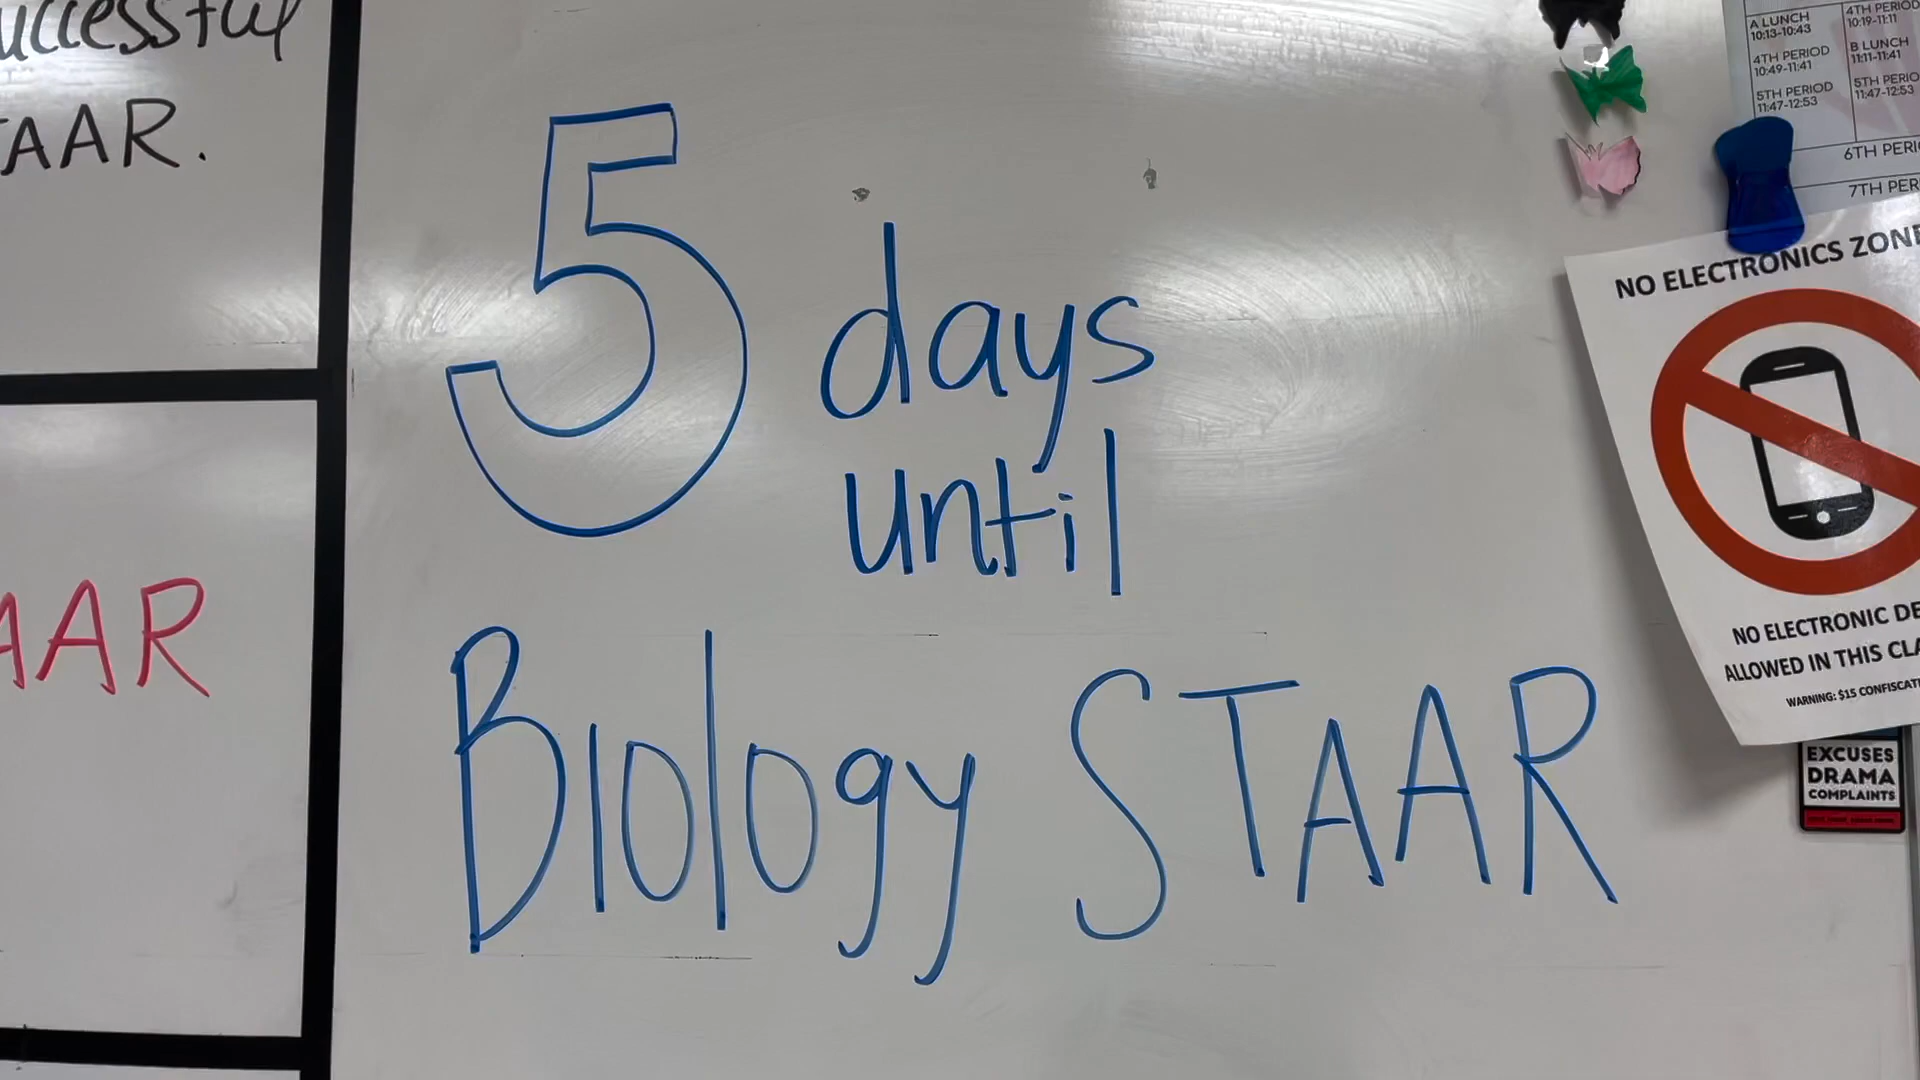 TAAR.
AAR
5 days
until
Biology STAAR
A LUNCH
10:13-10:43
4TH PERIOD
10:49-11:41
5TH PERIOD
11:47-12:53
4TH PERIOD
10:19-11:11
B LUNCH
11:11-11:41
5TH PERIO
11:47-12:53
6TH PERI
7TH PER
NO ELECTRONICS ZONE
NO ELECTRONIC DE
ALLOWED IN THIS CLA
WARNING: $15 CONFISCATI
EXCUSES
DRAMA
COMPLAINTS